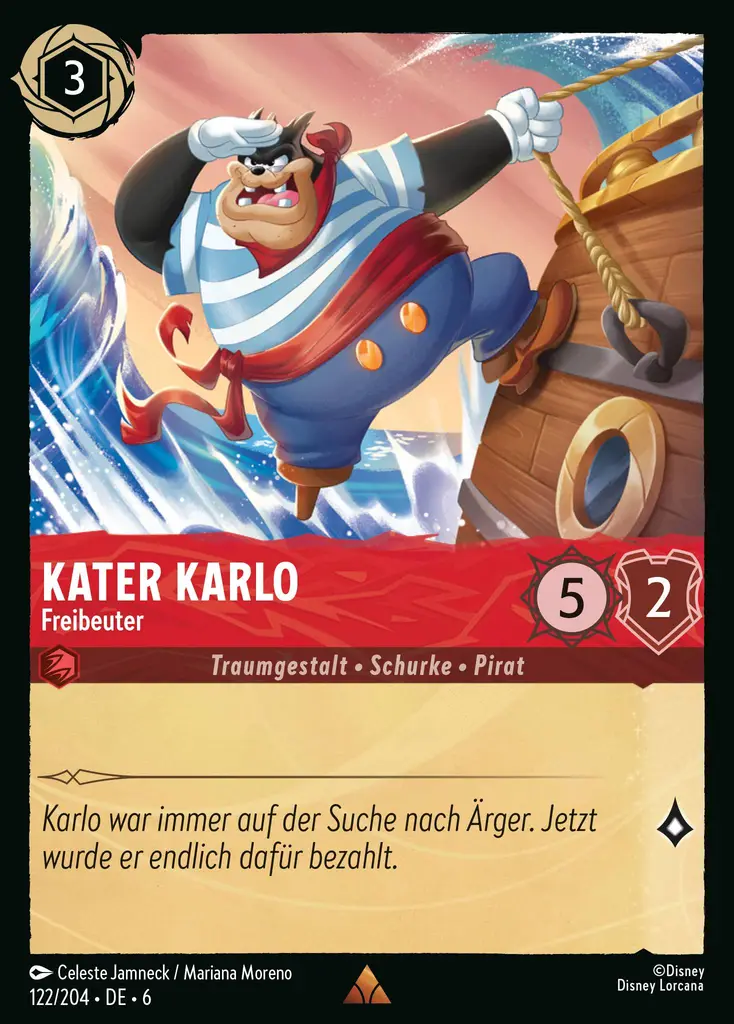 3
KATER KARLO
Freibeuter
5
2
Traumgestalt • Schurke • Pirat
Karlo war immer auf der Suche nach Ärger. Jetzt
wurde er endlich dafür bezahlt.
Celeste Jamneck / Mariana Moreno
122/204 • DE • 6
©Disney
Disney Lorcana